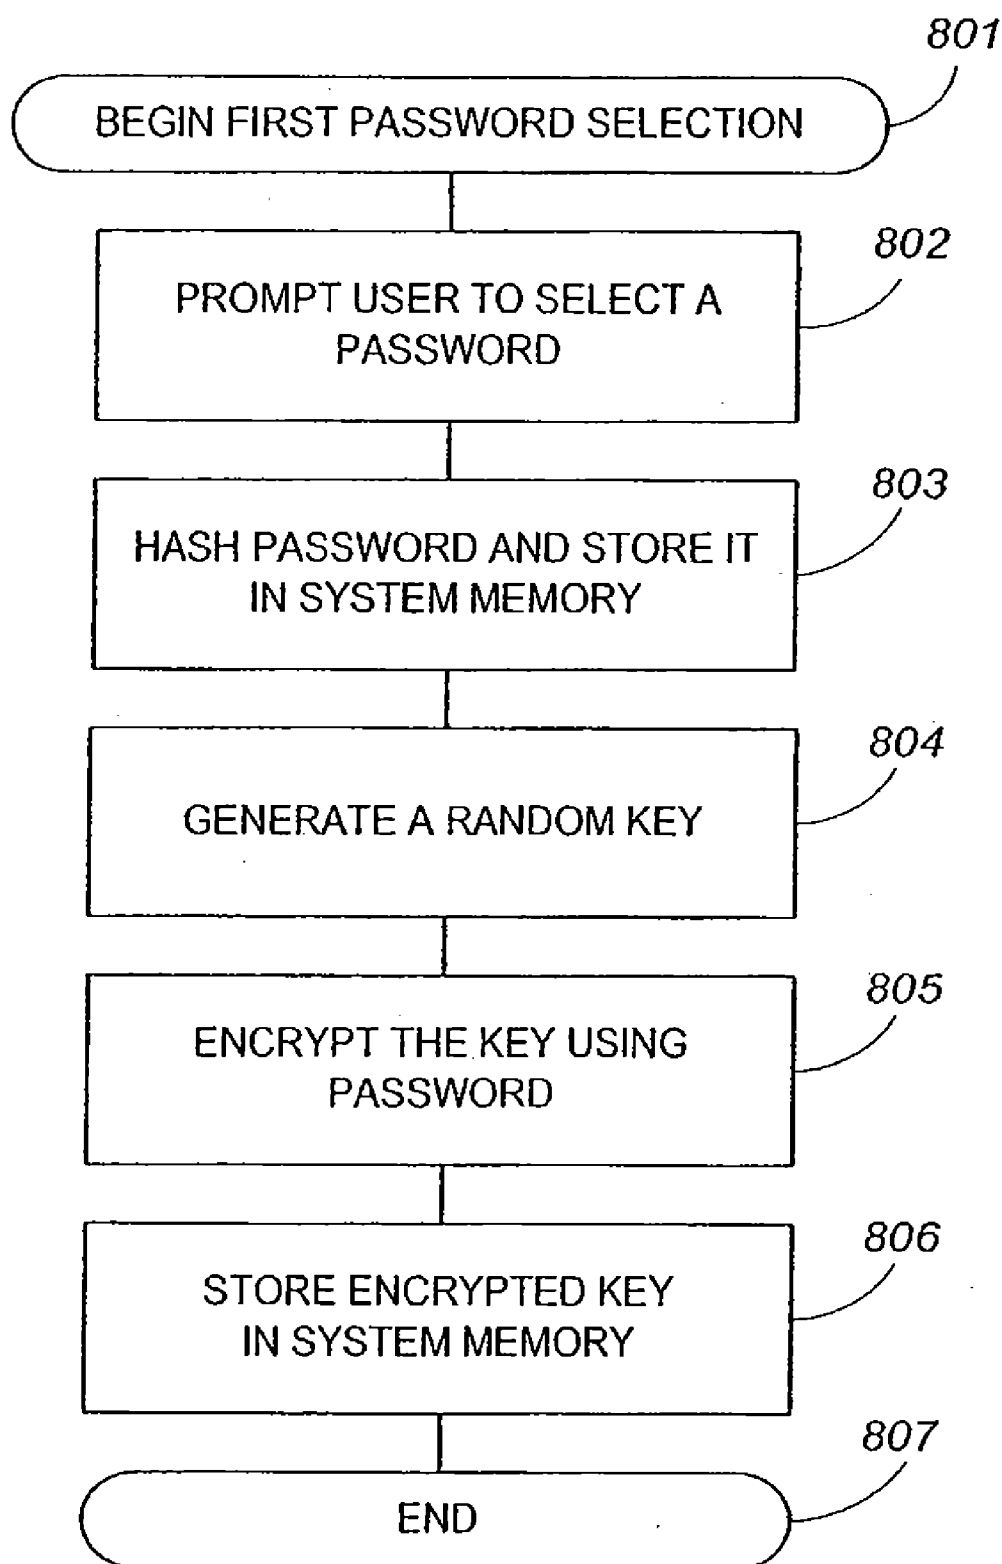 801
BEGIN FIRST PASSWORD SELECTION
802
PROMPT USER TO SELECT A
PASSWORD
803
HASH PASSWORD AND STORE IT
IN SYSTEM MEMORY
804
GENERATE A RANDOM KEY
805
ENCRYPT THE KEY USING
PASSWORD
806
STORE ENCRYPTED KEY
IN SYSTEM MEMORY
807
END